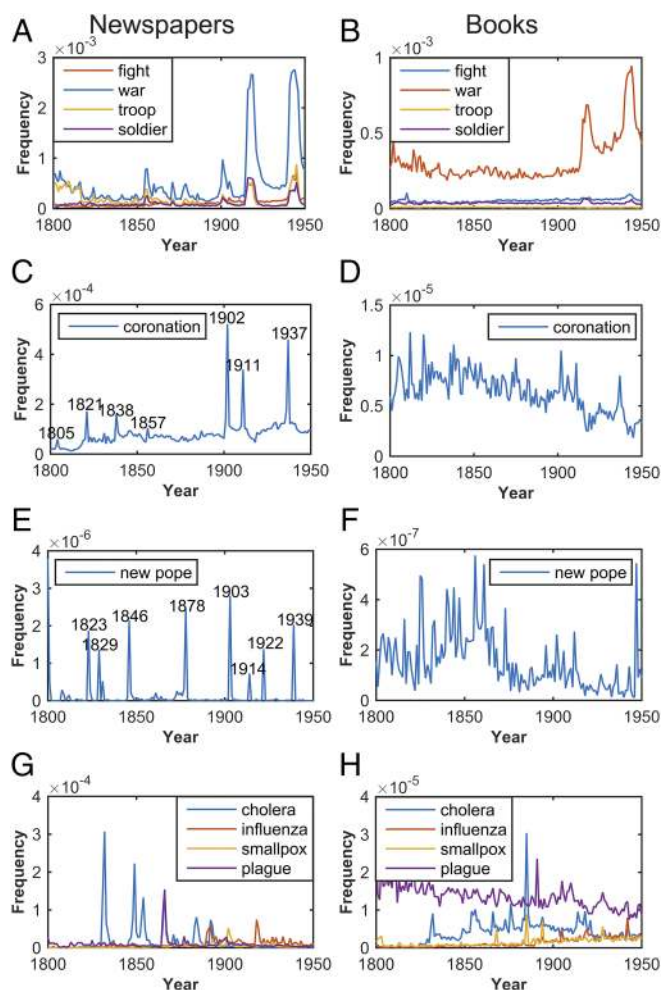 Newspapers
Books
A
×10⁻³
3
2
1
0
Frequency
fight
war
troop
soldier
1800 1850 1900 1950
Year
B
×10⁻³
1
0.5
0
Frequency
fight
war
troop
soldier
1800 1850 1900 1950
Year
C
×10⁻⁴
6
4
2
0
Frequency
coronation
1805
1821
1838
1857
1902
1911
1937
1800 1850 1900 1950
Year
D
×10⁻⁵
1.5
1
0.5
0
Frequency
coronation
1800 1850 1900 1950
Year
E
×10⁻⁶
4
3
2
1
0
Frequency
new pope
1823
1829
1846
1878
1903
1914
1922
1939
1800 1850 1900 1950
Year
F
×10⁻⁷
6
4
2
0
Frequency
new pope
1800 1850 1900 1950
Year
G
×10⁻⁴
4
3
2
1
0
Frequency
cholera
influenza
smallpox
plague
1800 1850 1900 1950
Year
H
×10⁻⁵
4
3
2
1
0
Frequency
cholera
influenza
smallpox
plague
1800 1850 1900 1950
Year